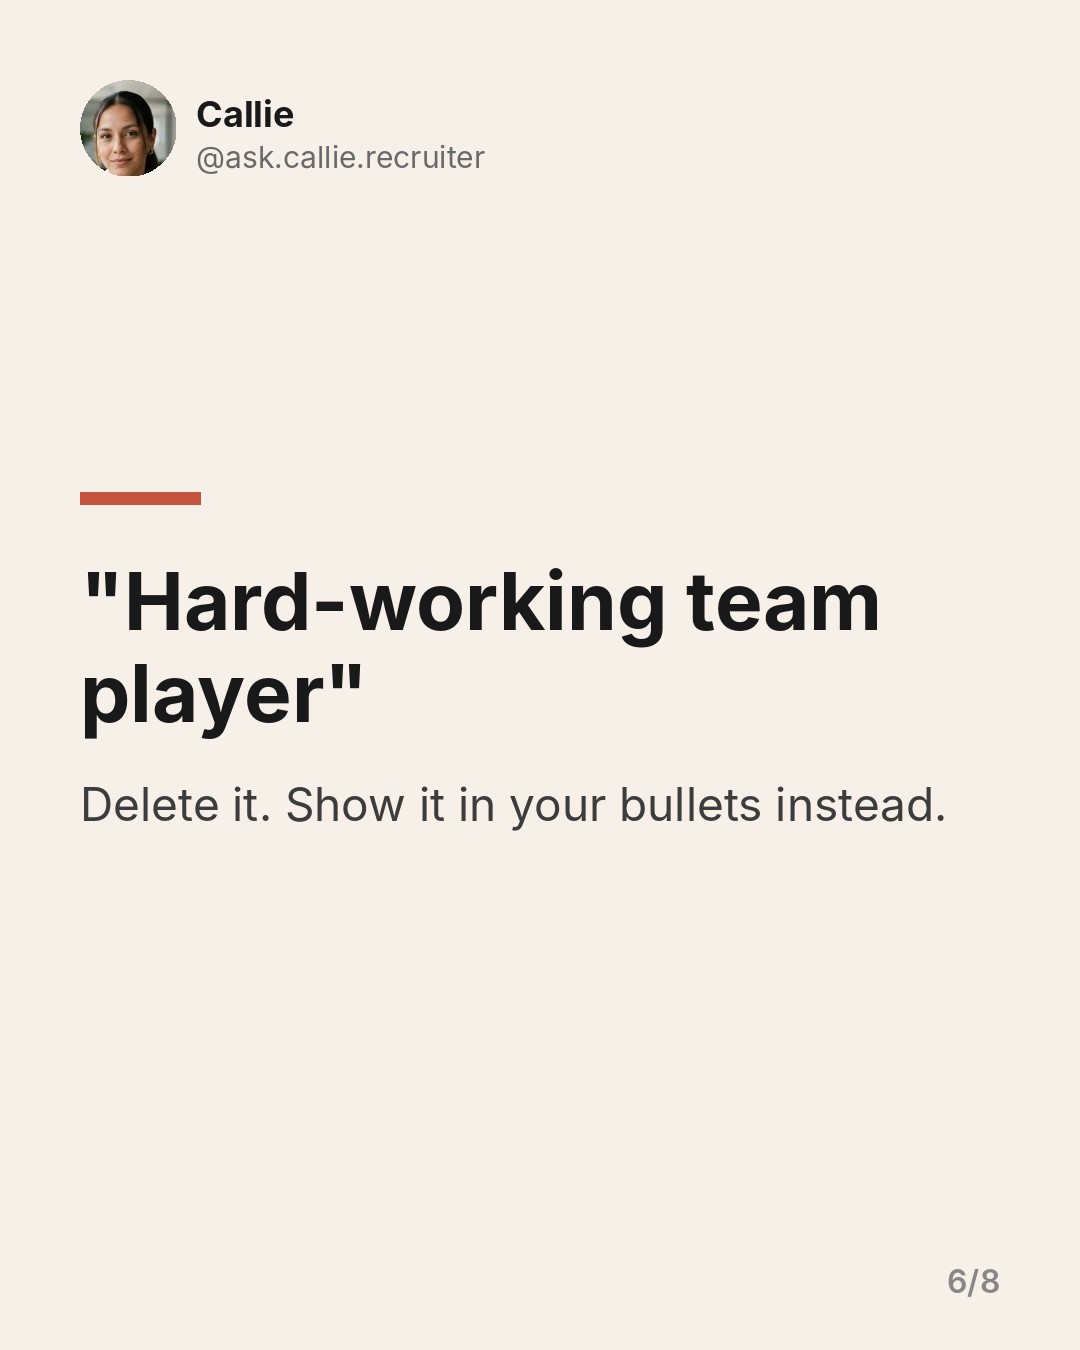 Callie
@ask.callie.recruiter
"Hard-working team
player"
Delete it. Show it in your bullets instead.
6/8